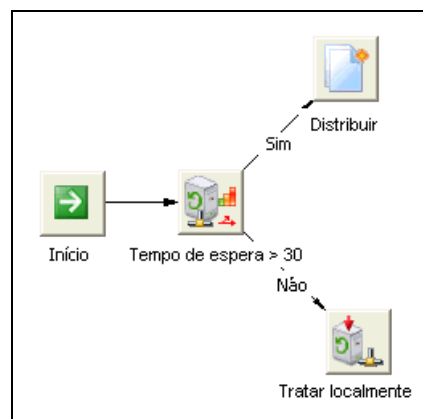 Distribuir
Sim
Início
Tempo de espera > 30
Não
Tratar localmente